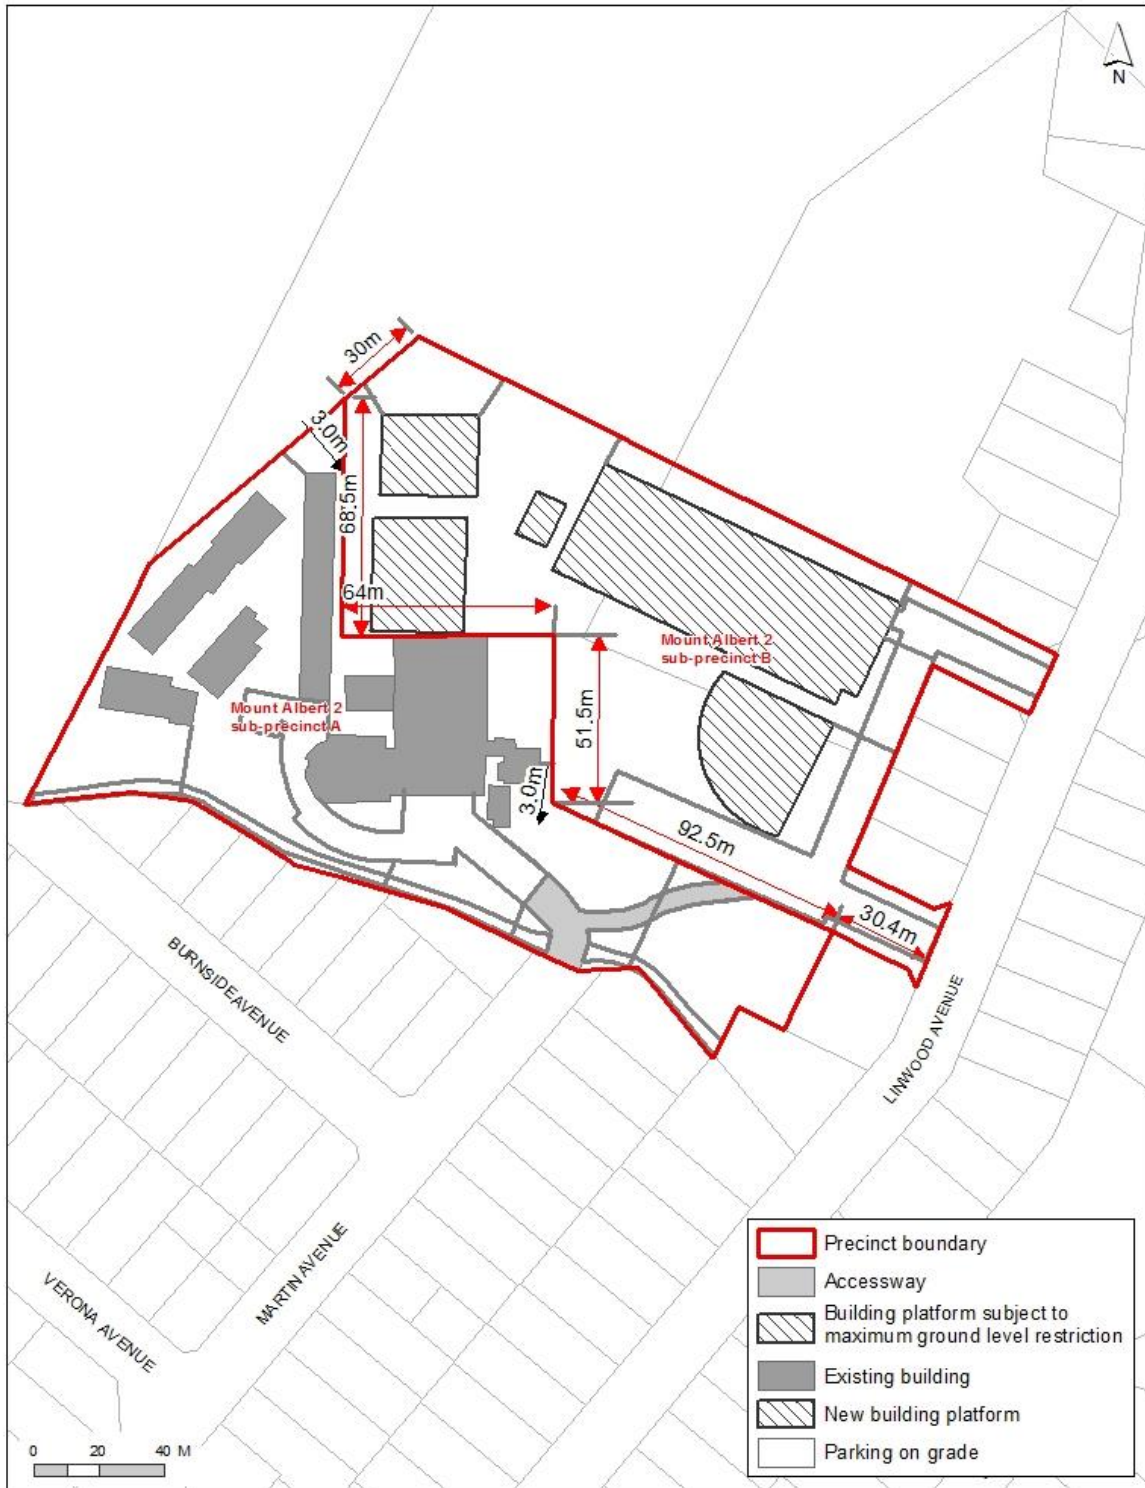 N
30m
3.0m
68.5m
64m
Mount Albert 2
sub-precinct B
Mount Albert 2
sub-precinct A
51.5m
3.0m
92.5m
30.4m
BURNSIDE AVENUE
LINWOOD AVENUE
MARTIN AVENUE
VERONA AVENUE
Precinct boundary
Accessway
Building platform subject to
maximum ground level restriction
Existing building
New building platform
Parking on grade
0 20 40 M